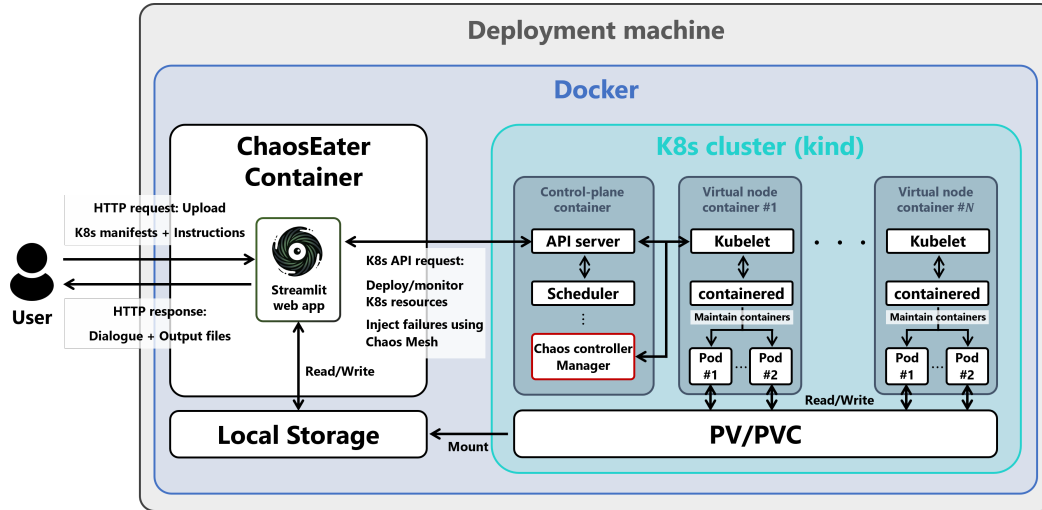 Deployment machine
Docker
ChaosEater
Container
K8s cluster (kind)
HTTP request: Upload
K8s manifests + Instructions
User
HTTP response:
Dialogue + Output files
Streamlit
web app
K8s API request:
Deploy/monitor
K8s resources
Inject failures using
Chaos Mesh
Read/Write
Local Storage
Mount
Control-plane
container
API server
Scheduler
⋮
Chaos controller
Manager
Virtual node
container #1
Kubelet
containered
Maintain containers
Pod
#1
...
Pod
#2
. . .
Virtual node
container #N
Kubelet
containered
Maintain containers
Pod
#1
...
Pod
#2
Read/Write
PV/PVC